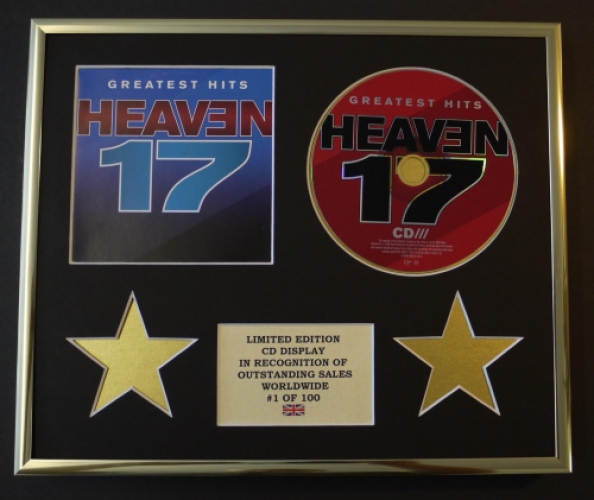 GREATEST HITS
HEAVEN
17
GREATEST HITS
HEAVEN
17
CD///
LIMITED EDITION
CD DISPLAY
IN RECOGNITION OF
OUTSTANDING SALES
WORLDWIDE
#1 OF 100